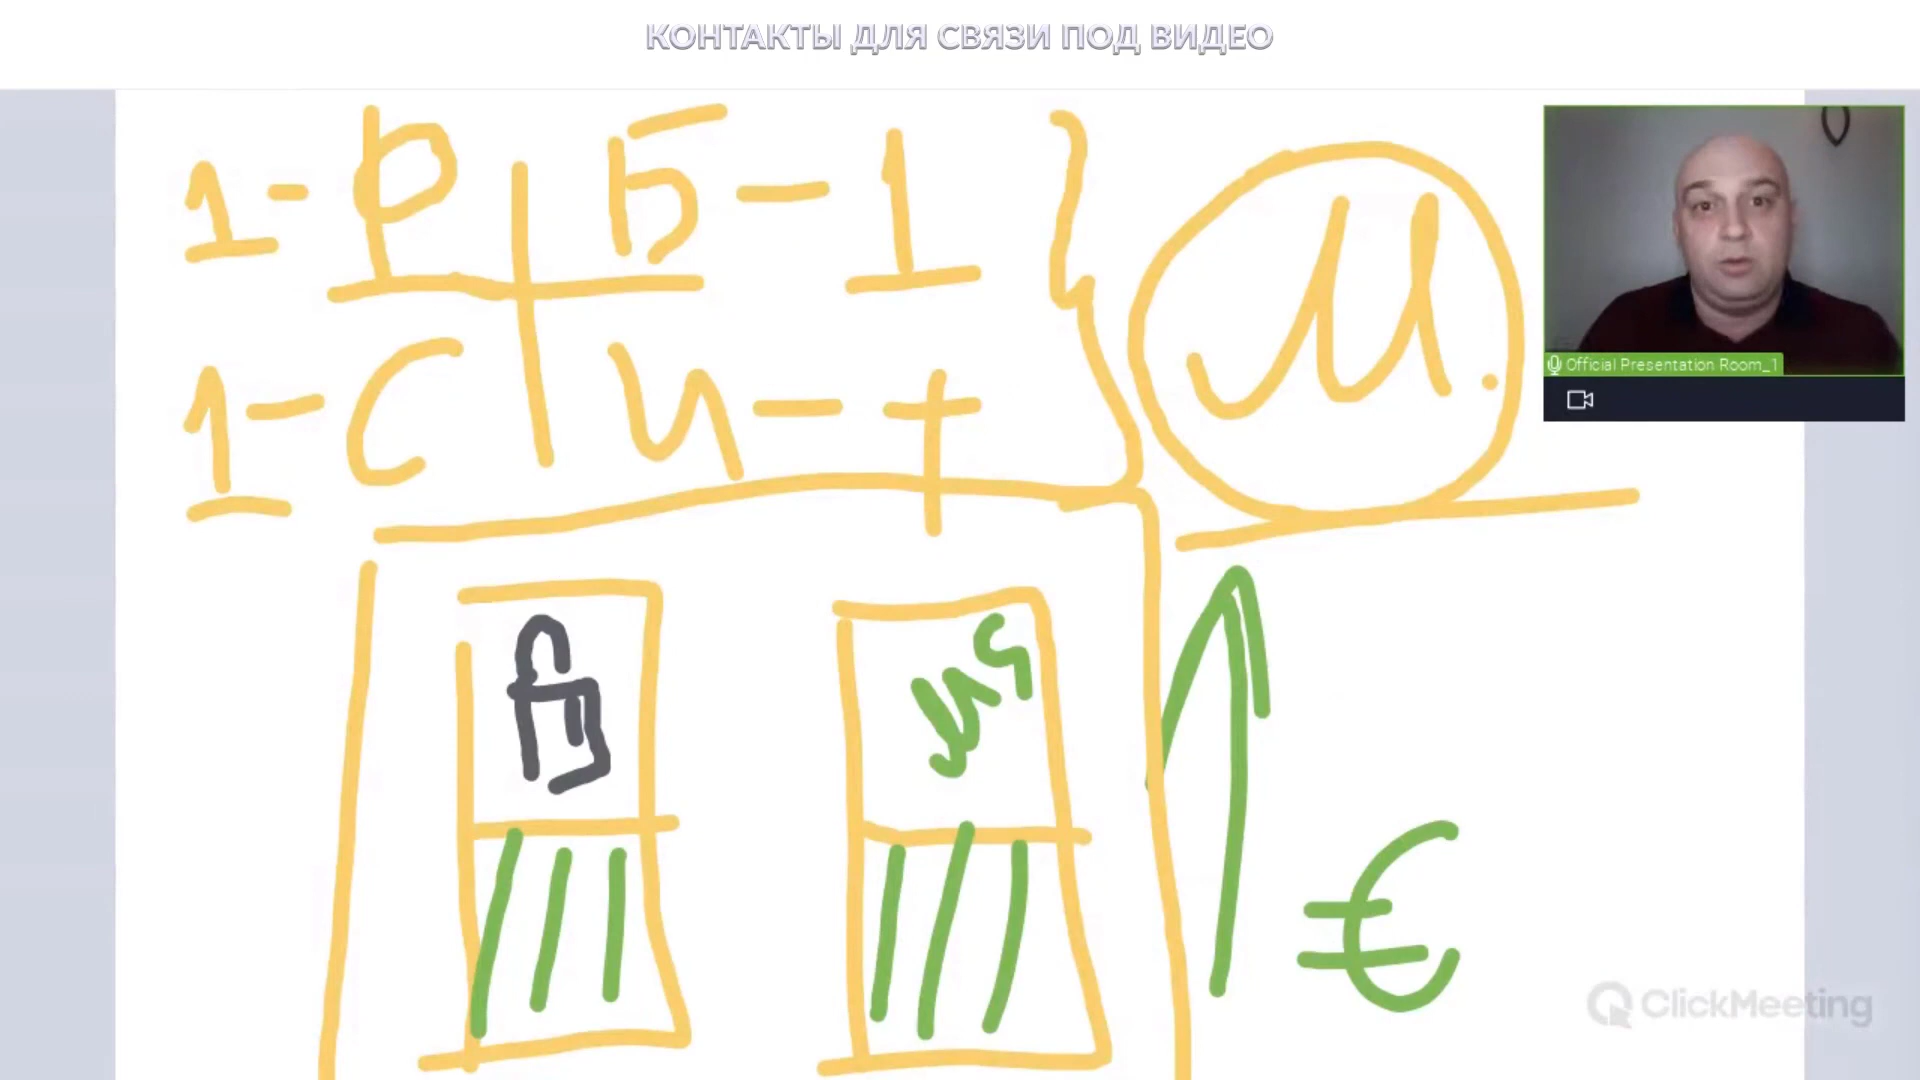 КОНТАКТЫ ДЛЯ СВЯЗИ ПОД ВИДЕО
1-Р Б-1
1-С И-+
М
€
Official Presentation Room_1
ClickMeeting